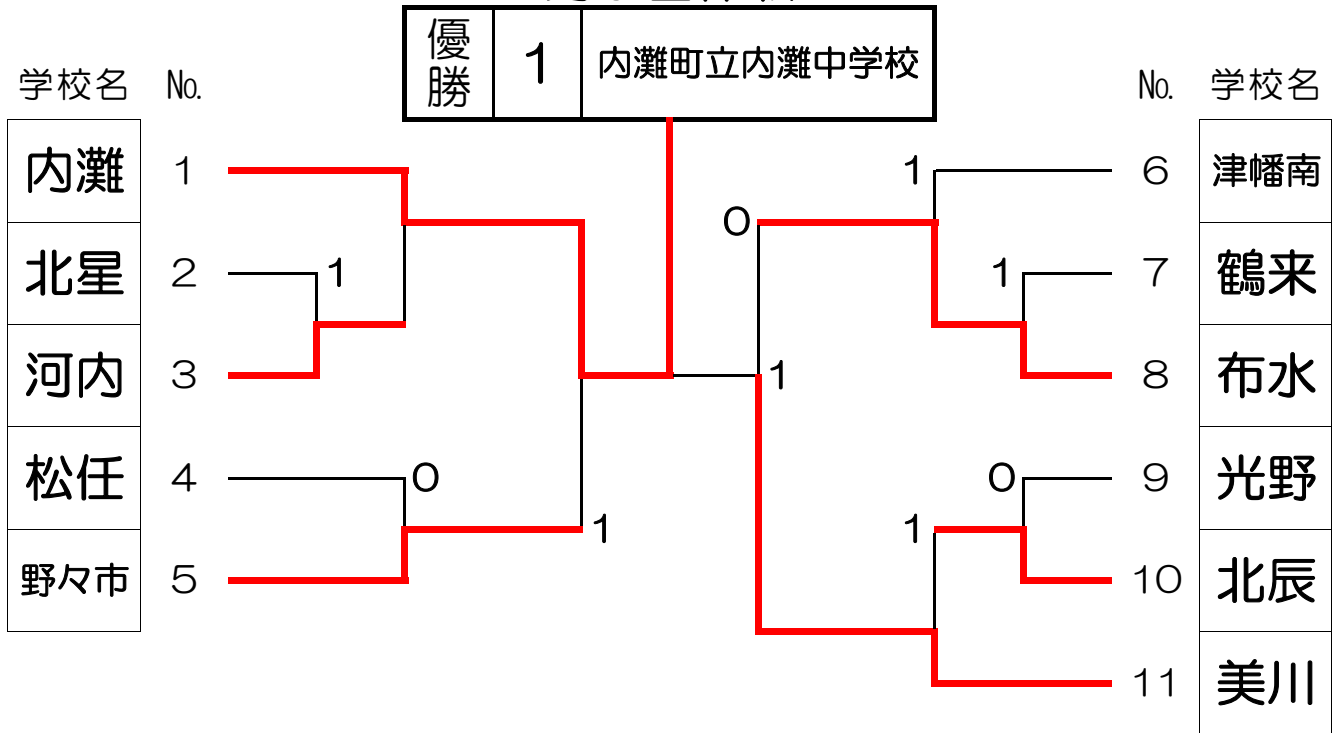 優勝 1 内灘町立内灘中学校
学校名 No. No. 学校名
内灘 1 1 6 津幡南
0
北星 2 1 1 7 鶴来
河内 3 1 8 布水
松任 4 0 0 9 光野
1 1
野々市 5 10 北辰
11 美川